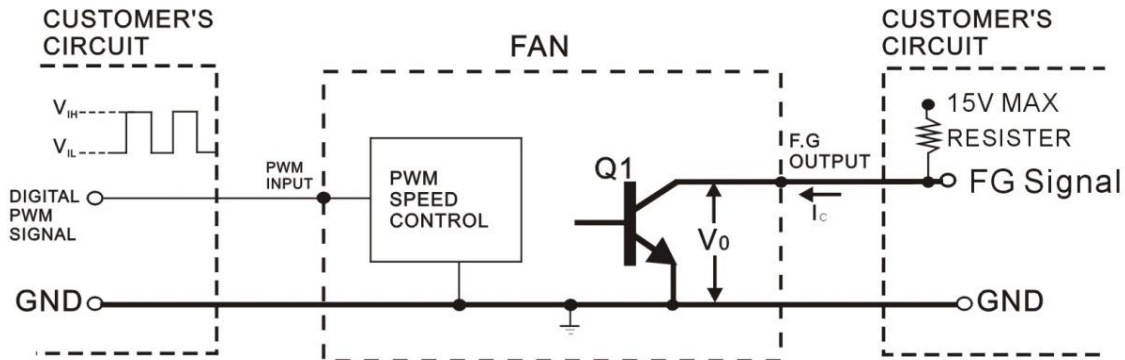 CUSTOMER'S
CIRCUIT
FAN
CUSTOMER'S
CIRCUIT
VIH
VIL
DIGITAL
PWM
SIGNAL
PWM
INPUT
PWM
SPEED
CONTROL
Q1
V0
F.G
OUTPUT
IC
15V MAX
RESISTER
FG Signal
GND
GND